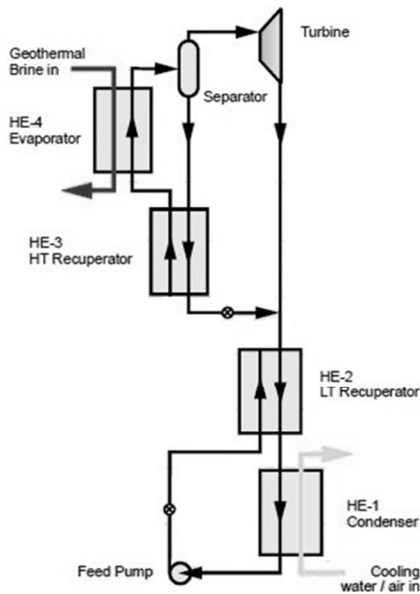 Turbine
Geothermal
Brine in
Separator
HE-4
Evaporator
HE-3
HT Recuperator
HE-2
LT Recuperator
HE-1
Condenser
Feed Pump
Cooling
water / air in